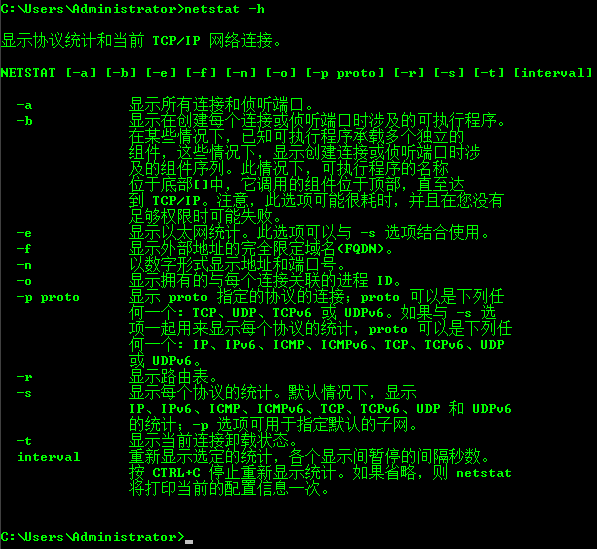 C:\Users\Administrator>netstat -h
显示协议统计和当前 TCP/IP 网络连接。
NETSTAT [-a] [-b] [-e] [-f] [-n] [-o] [-p proto] [-r] [-s] [-t] [interval]
-a 显示所有连接和侦听端口。
-b 显示在创建每个连接或侦听端口时涉及的可执行程序。
在某些情况下，已知可执行程序承载多个独立的
组件，这些情况下，显示创建连接或侦听端口时涉
及的组件序列。此情况下，可执行程序的名称
位于底部[]中，它调用的组件位于顶部，直至达
到 TCP/IP。注意，此选项可能很耗时，并且在您没有
足够权限时可能失败。
-e 显示以太网统计。此选项可以与 -s 选项结合使用。
-f 显示外部地址的完全限定域名(FQDN)。
-n 以数字形式显示地址和端口号。
-o 显示拥有的与每个连接关联的进程 ID。
-p proto 显示 proto 指定的协议的连接；proto 可以是下列任
何一个: TCP、UDP、TCPv6 或 UDPv6。如果与 -s 选
项一起用来显示每个协议的统计，proto 可以是下列任
何一个: IP、IPv6、ICMP、ICMPv6、TCP、TCPv6、UDP
或 UDPv6。
-r 显示路由表。
-s 显示每个协议的统计。默认情况下，显示
IP、IPv6、ICMP、ICMPv6、TCP、TCPv6、UDP 和 UDPv6
的统计；-p 选项可用于指定默认的子网。
-t 显示当前连接卸载状态。
interval 重新显示选定的统计，各个显示间暂停的间隔秒数。
按 CTRL+C 停止重新显示统计。如果省略，则 netstat
将打印当前的配置信息一次。
C:\Users\Administrator>_